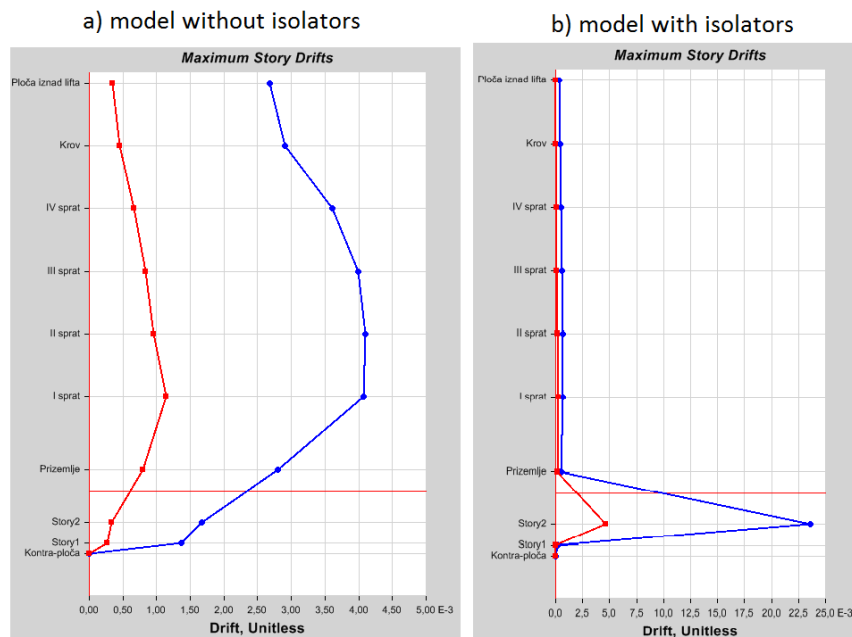 a) model without isolators
Maximum Story Drifts
Ploča iznad lifta
Krov
IV sprat
III sprat
II sprat
I sprat
Prizemlje
Story2
Story1
Kontra-ploča
0,00 0,50 1,00 1,50 2,00 2,50 3,00 3,50 4,00 4,50 5,00 E-3
Drift, Unitless
b) model with isolators
Maximum Story Drifts
Ploča iznad lifta
Krov
IV sprat
III sprat
II sprat
I sprat
Prizemlje
Story2
Story1
Kontra-ploča
0,0 2,5 5,0 7,5 10,0 12,5 15,0 17,5 20,0 22,5 25,0 E-3
Drift, Unitless